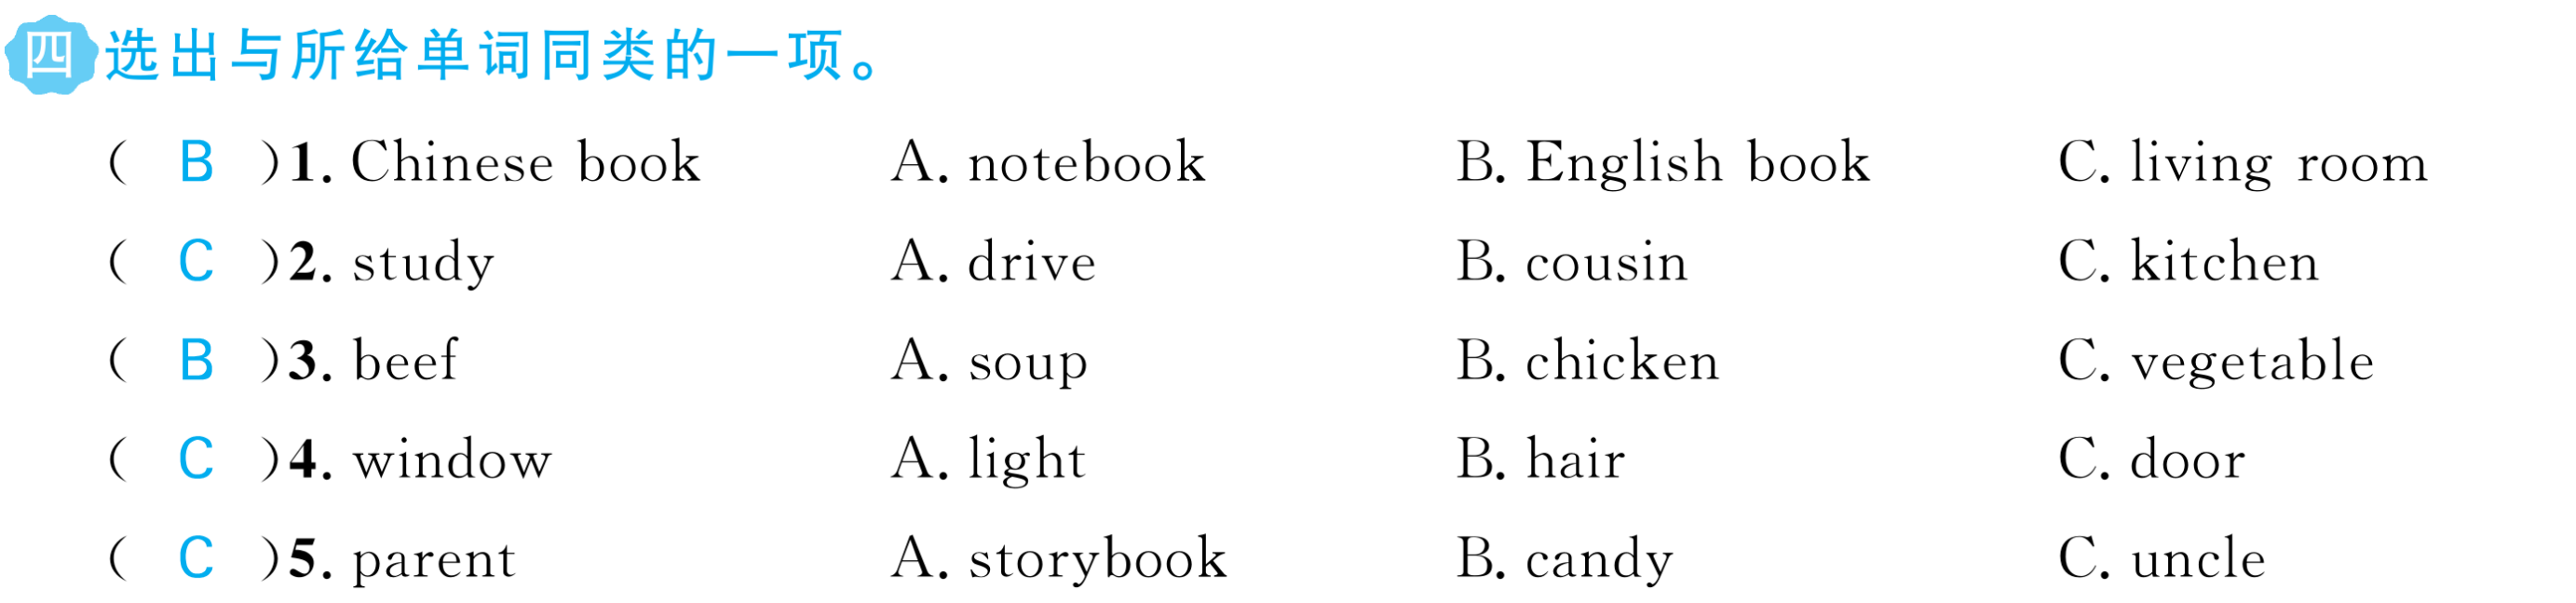 四 选出与所给单词同类的一项。
( B )1. Chinese book A. notebook B. English book C. living room
( C )2. study A. drive B. cousin C. kitchen
( B )3. beef A. soup B. chicken C. vegetable
( C )4. window A. light B. hair C. door
( C )5. parent A. storybook B. candy C. uncle